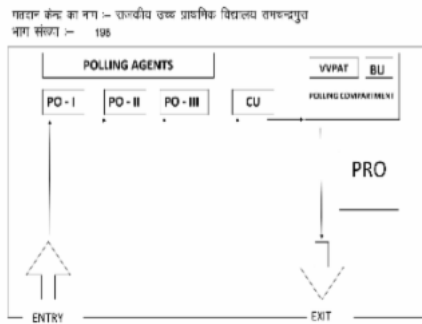 मतदान केन्द्र का नाम :– राजकीय उच्च प्राथमिक विद्यालय रामचन्द्रपुरा
भाग संख्या :– 198
POLLING AGENTS
VVPAT
BU
POLLING COMPARTMENT
PO - I
PO - II
PO - III
CU
PRO
ENTRY
EXIT